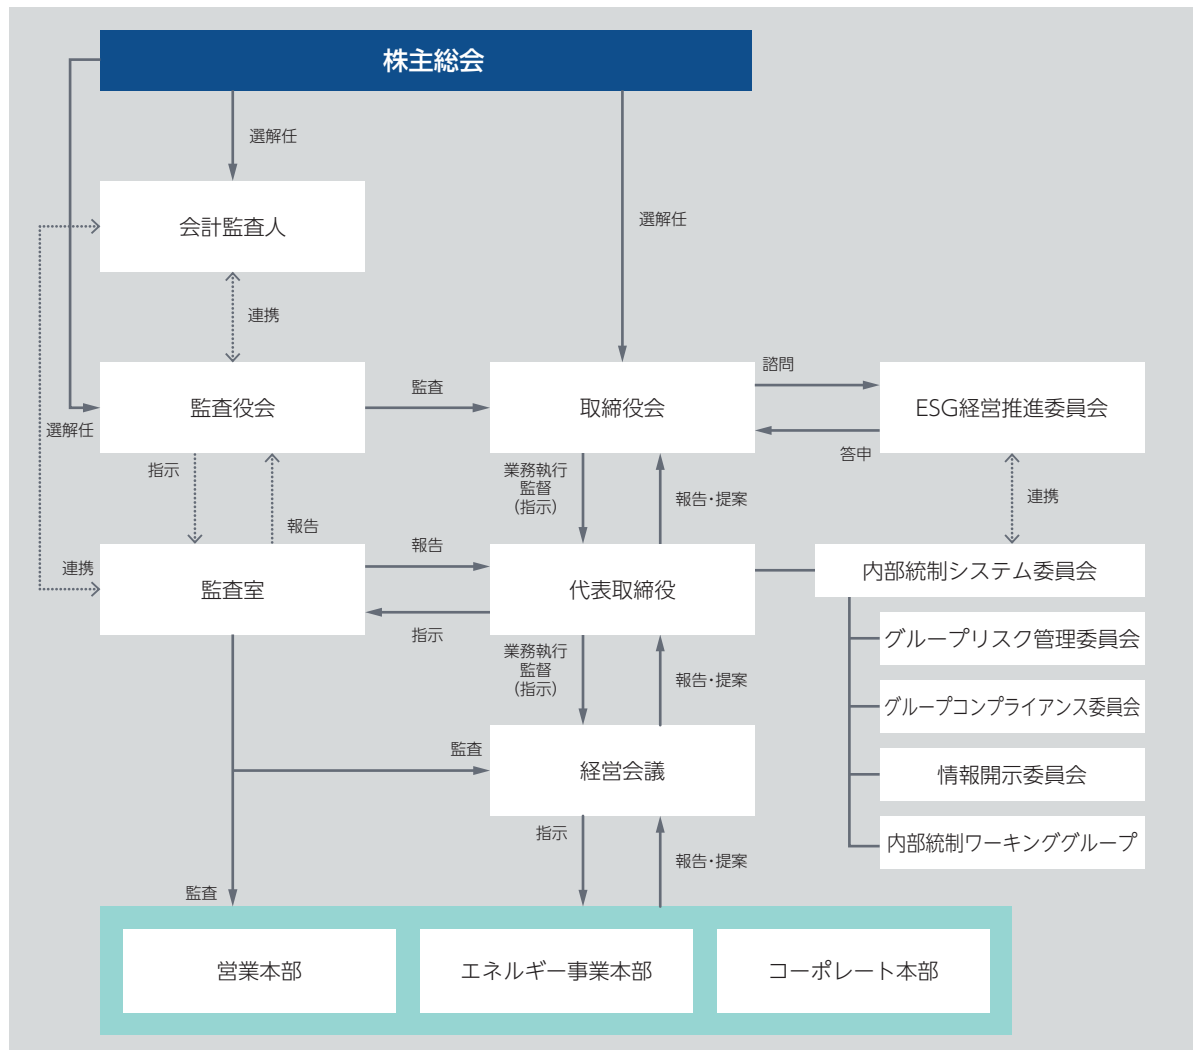 株主総会
選解任
選解任
会計監査人
連携
監査役会
監査
取締役会
諮問
ESG経営推進委員会
答申
選解任
指示
報告
業務執行
監督
(指示)
報告・提案
連携
連携
監査室
報告
指示
代表取締役
内部統制システム委員会
グループリスク管理委員会
グループコンプライアンス委員会
情報開示委員会
内部統制ワーキンググループ
業務執行
監督
(指示)
報告・提案
監査
経営会議
指示
報告・提案
監査
営業本部
エネルギー事業本部
コーポレート本部